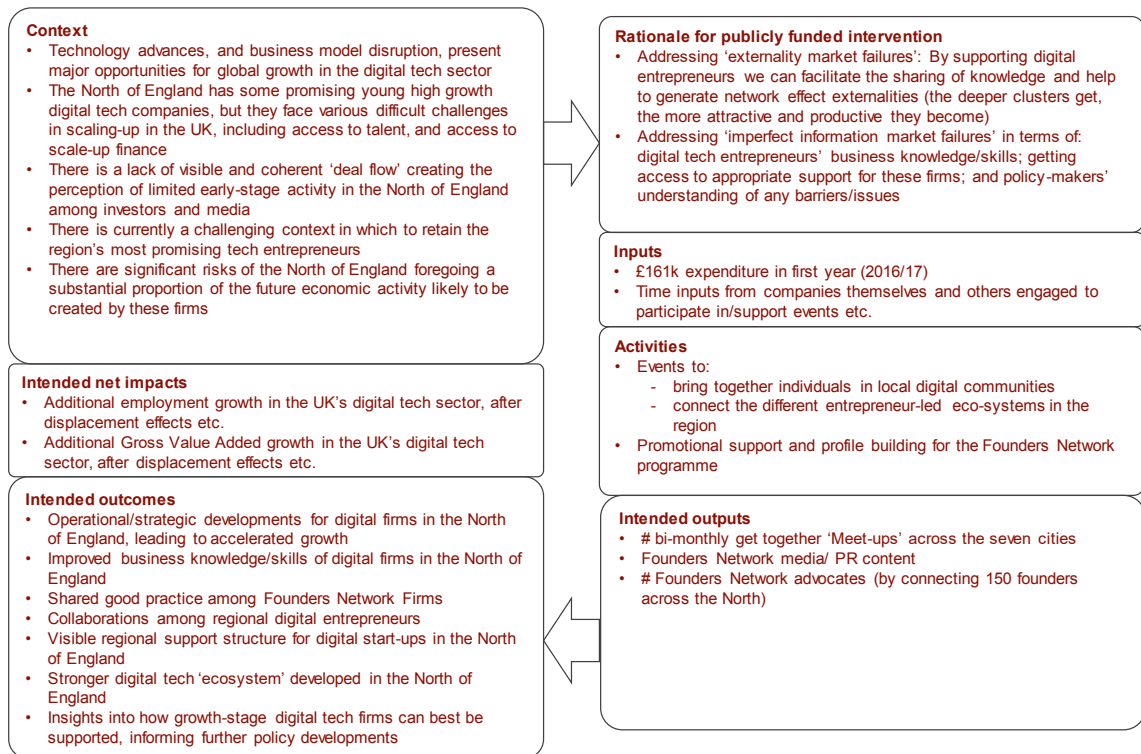 Context
• Technology advances, and business model disruption, present
major opportunities for global growth in the digital tech sector
• The North of England has some promising young high growth
digital tech companies, but they face various difficult challenges
in scaling-up in the UK, including access to talent, and access to
scale-up finance
• There is a lack of visible and coherent ‘deal flow’ creating the
perception of limited early-stage activity in the North of England
among investors and media
• There is currently a challenging context in which to retain the
region’s most promising tech entrepreneurs
• There are significant risks of the North of England foregoing a
substantial proportion of the future economic activity likely to be
created by these firms
Rationale for publicly funded intervention
• Addressing ‘externality market failures’: By supporting digital
entrepreneurs we can facilitate the sharing of knowledge and help
to generate network effect externalities (the deeper clusters get,
the more attractive and productive they become)
• Addressing ‘imperfect information market failures’ in terms of:
digital tech entrepreneurs’ business knowledge/skills; getting
access to appropriate support for these firms; and policy-makers’
understanding of any barriers/issues
Inputs
• £161k expenditure in first year (2016/17)
• Time inputs from companies themselves and others engaged to
participate in/support events etc.
Activities
• Events to:
- bring together individuals in local digital communities
- connect the different entrepreneur-led eco-systems in the
region
• Promotional support and profile building for the Founders Network
programme
Intended outputs
• # bi-monthly get together ‘Meet-ups’ across the seven cities
• Founders Network media/ PR content
• # Founders Network advocates (by connecting 150 founders
across the North)
Intended outcomes
• Operational/strategic developments for digital firms in the North
of England, leading to accelerated growth
• Improved business knowledge/skills of digital firms in the North of
England
• Shared good practice among Founders Network Firms
• Collaborations among regional digital entrepreneurs
• Visible regional support structure for digital start-ups in the North
of England
• Stronger digital tech ‘ecosystem’ developed in the North of
England
• Insights into how growth-stage digital tech firms can best be
supported, informing further policy developments
Intended net impacts
• Additional employment growth in the UK’s digital tech sector, after
displacement effects etc.
• Additional Gross Value Added growth in the UK’s digital tech
sector, after displacement effects etc.